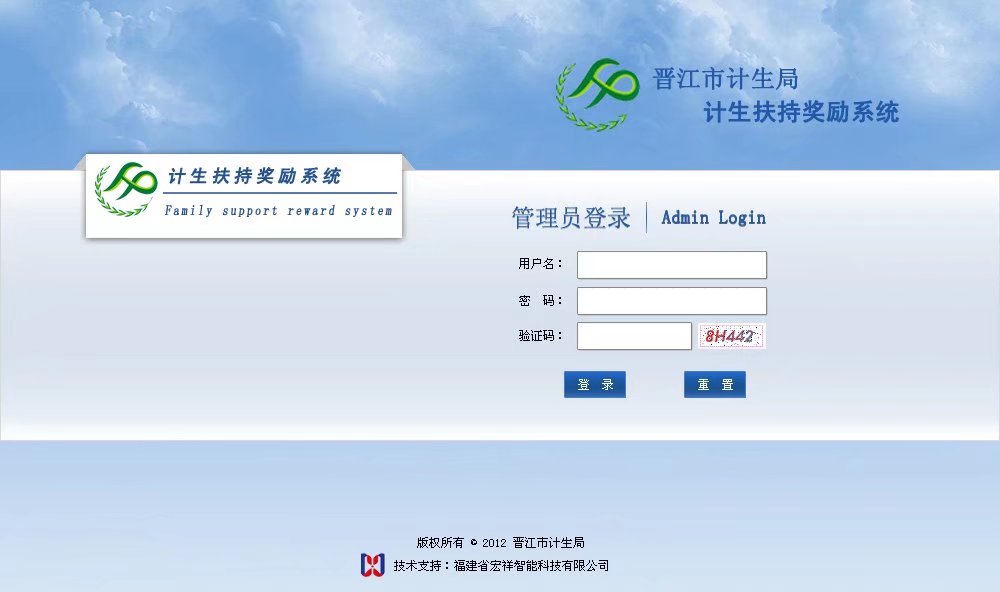 晋江市计生局
计生扶持奖励系统
计生扶持奖励系统
Family support reward system
管理员登录 Admin Login
用户名：
密 码：
验证码： 8H442
登 录 重 置
版权所有 © 2012 晋江市计生局
技术支持：福建省宏祥智能科技有限公司